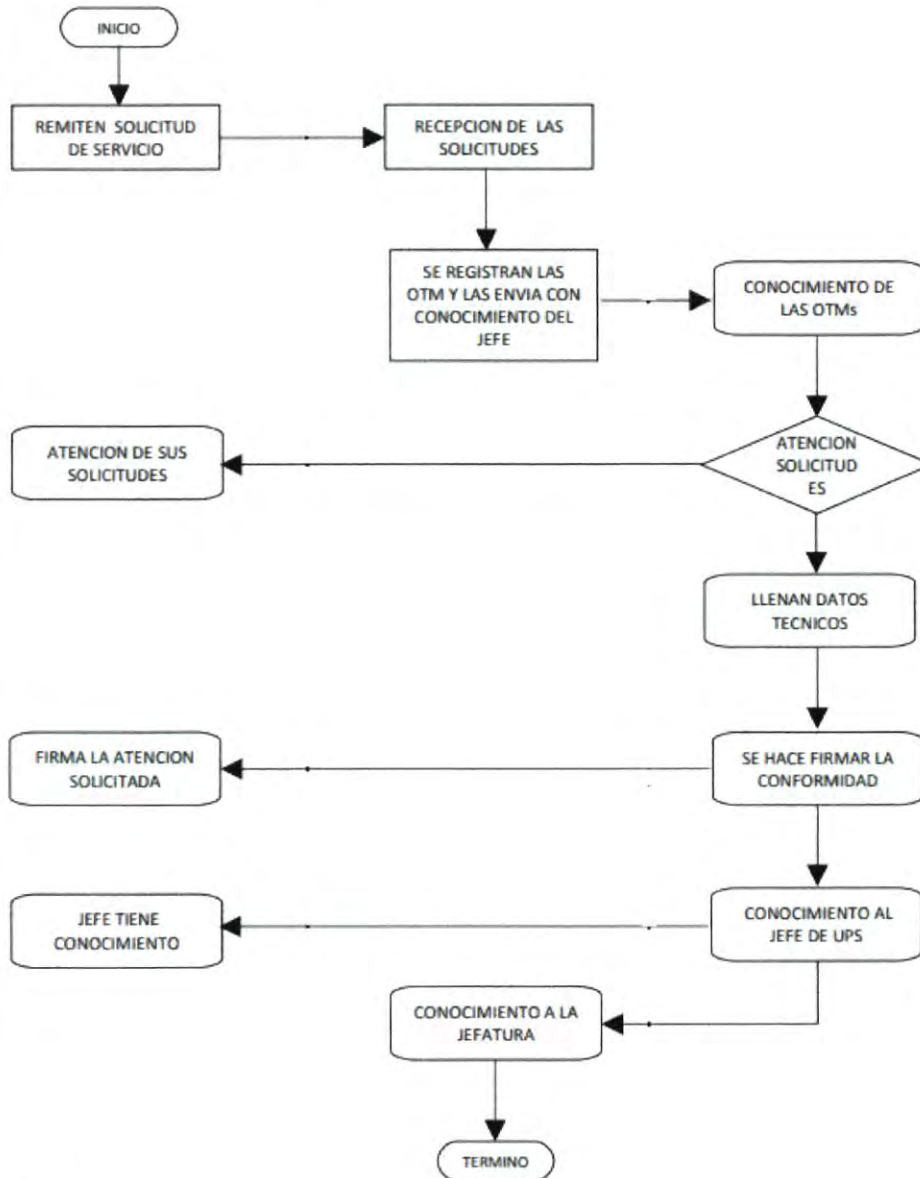 INICIO
REMITEN SOLICITUD
DE SERVICIO
RECEPCION DE LAS
SOLICITUDES
SE REGISTRAN LAS
OTM Y LAS ENVIA CON
CONOCIMIENTO DEL
JEFE
CONOCIMIENTO DE
LAS OTMs
ATENCION DE SUS
SOLICITUDES
ATENCION
SOLICITUD
ES
LLENAN DATOS
TECNICOS
FIRMA LA ATENCION
SOLICITADA
SE HACE FIRMAR LA
CONFORMIDAD
JEFE TIENE
CONOCIMIENTO
CONOCIMIENTO AL
JEFE DE UPS
CONOCIMIENTO A LA
JEFATURA
TERMINO